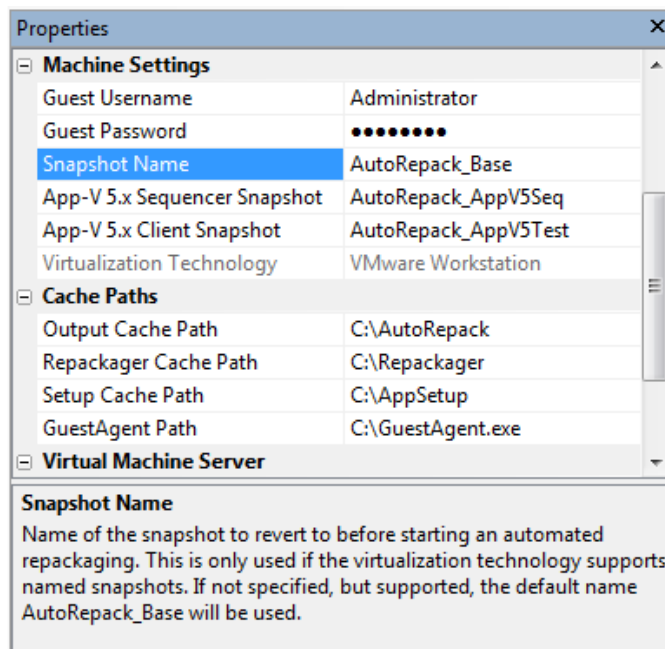 Properties
Machine Settings
Guest Username Administrator
Guest Password ●●●●●●●●
Snapshot Name AutoRepack_Base
App-V 5.x Sequencer Snapshot AutoRepack_AppV5Seq
App-V 5.x Client Snapshot AutoRepack_AppV5Test
Virtualization Technology VMware Workstation
Cache Paths
Output Cache Path C:\AutoRepack
Repackager Cache Path C:\Repackager
Setup Cache Path C:\AppSetup
GuestAgent Path C:\GuestAgent.exe
Virtual Machine Server
Snapshot Name
Name of the snapshot to revert to before starting an automated
repackaging. This is only used if the virtualization technology supports
named snapshots. If not specified, but supported, the default name
AutoRepack_Base will be used.